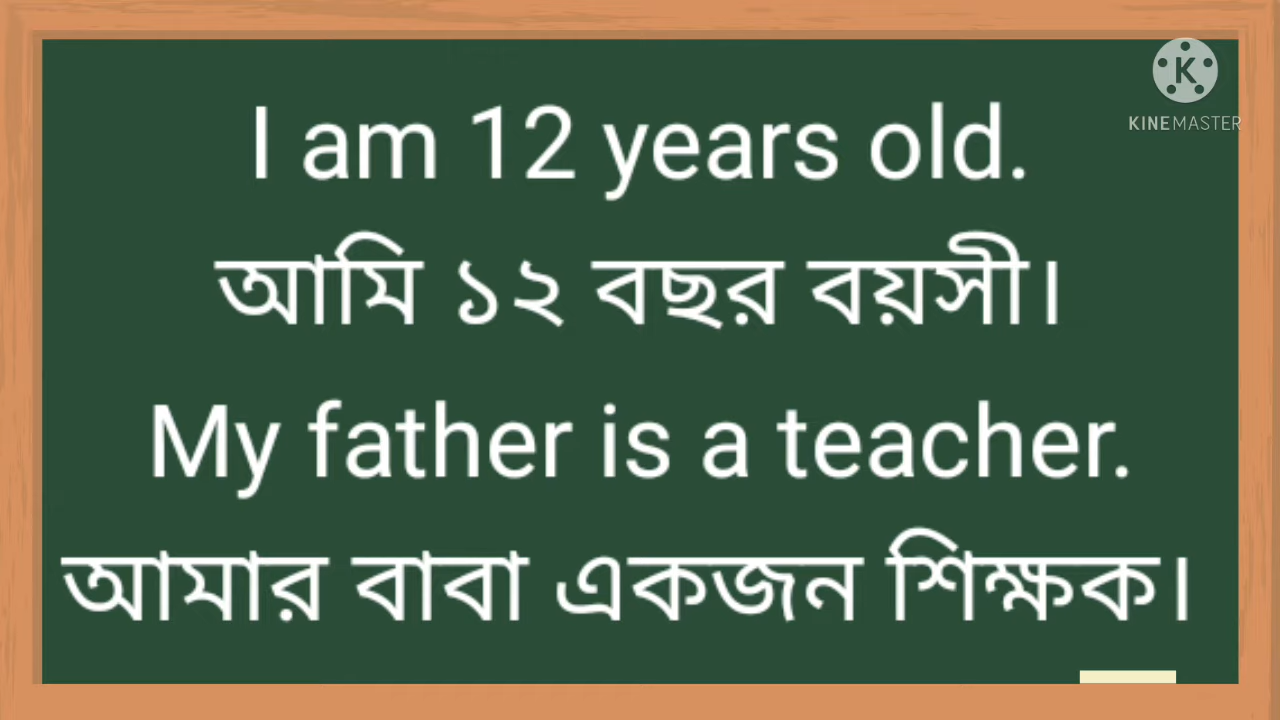 I am 12 years old.
আমি ১২ বছর বয়সী।
My father is a teacher.
আমার বাবা একজন শিক্ষক।
K
KINEMASTER